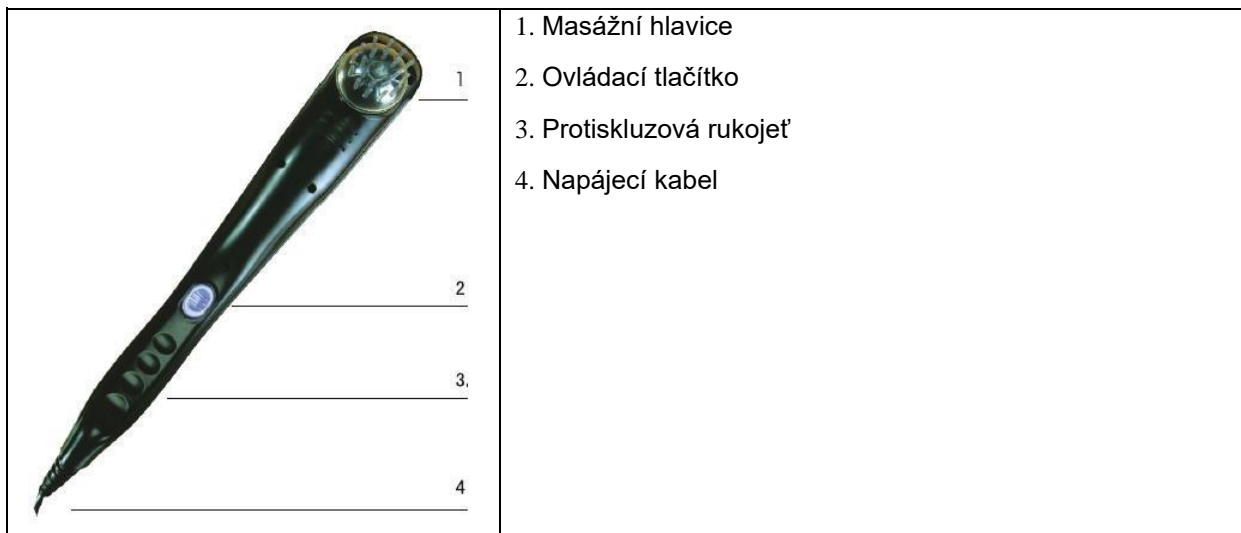 1. Masážní hlavice
2. Ovládací tlačítko
3. Protiskluzová rukojeť
4. Napájecí kabel
1
2
3.
4